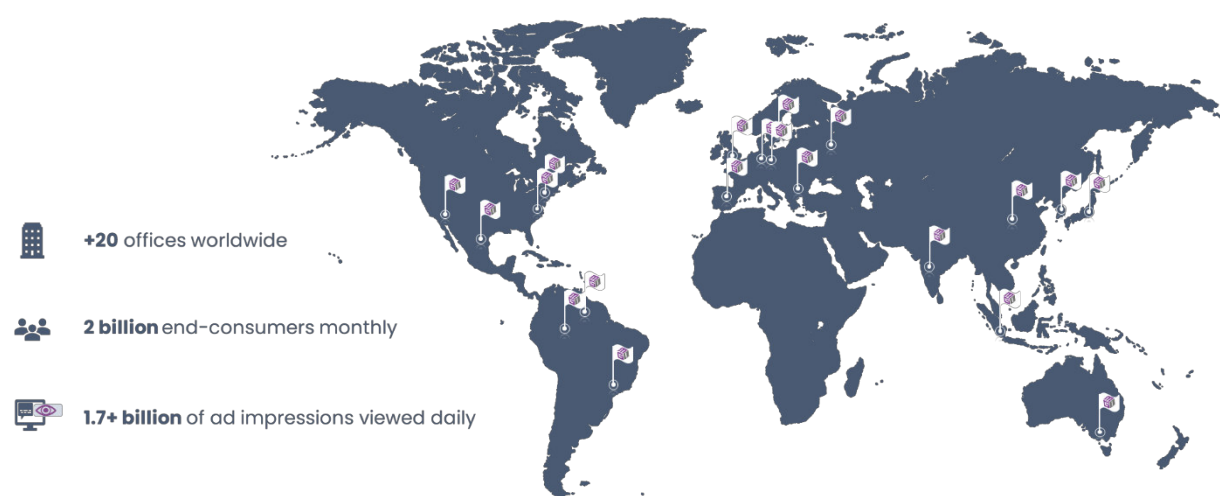 +20 offices worldwide
2 billion end-consumers monthly
1.7+ billion of ad impressions viewed daily